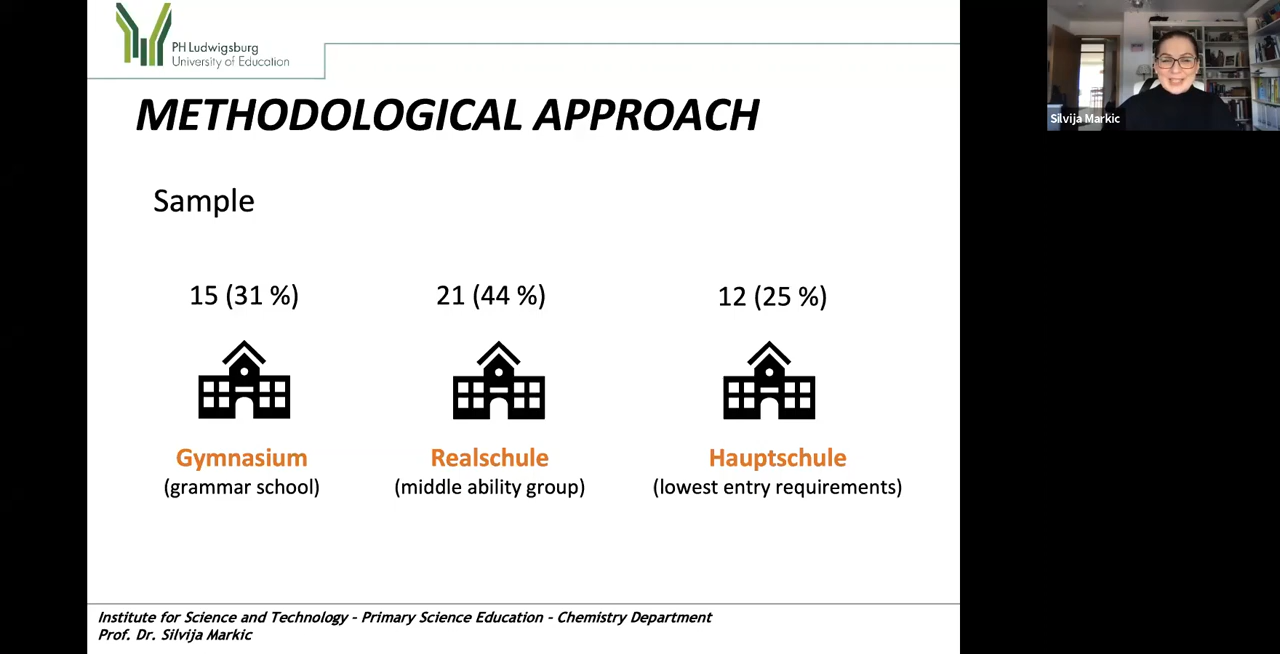 PH Ludwigsburg
University of Education
METHODOLOGICAL APPROACH
Silvija Markic
Sample
15 (31 %)
21 (44 %)
12 (25 %)
Gymnasium
(grammar school)
Realschule
(middle ability group)
Hauptschule
(lowest entry requirements)
Institute for Science and Technology - Primary Science Education - Chemistry Department
Prof. Dr. Silvija Markic